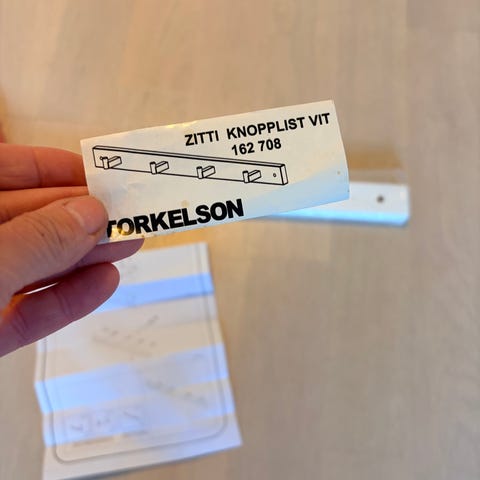 ZITTI KNOPPLIST VIT
162 708
TORKELSON